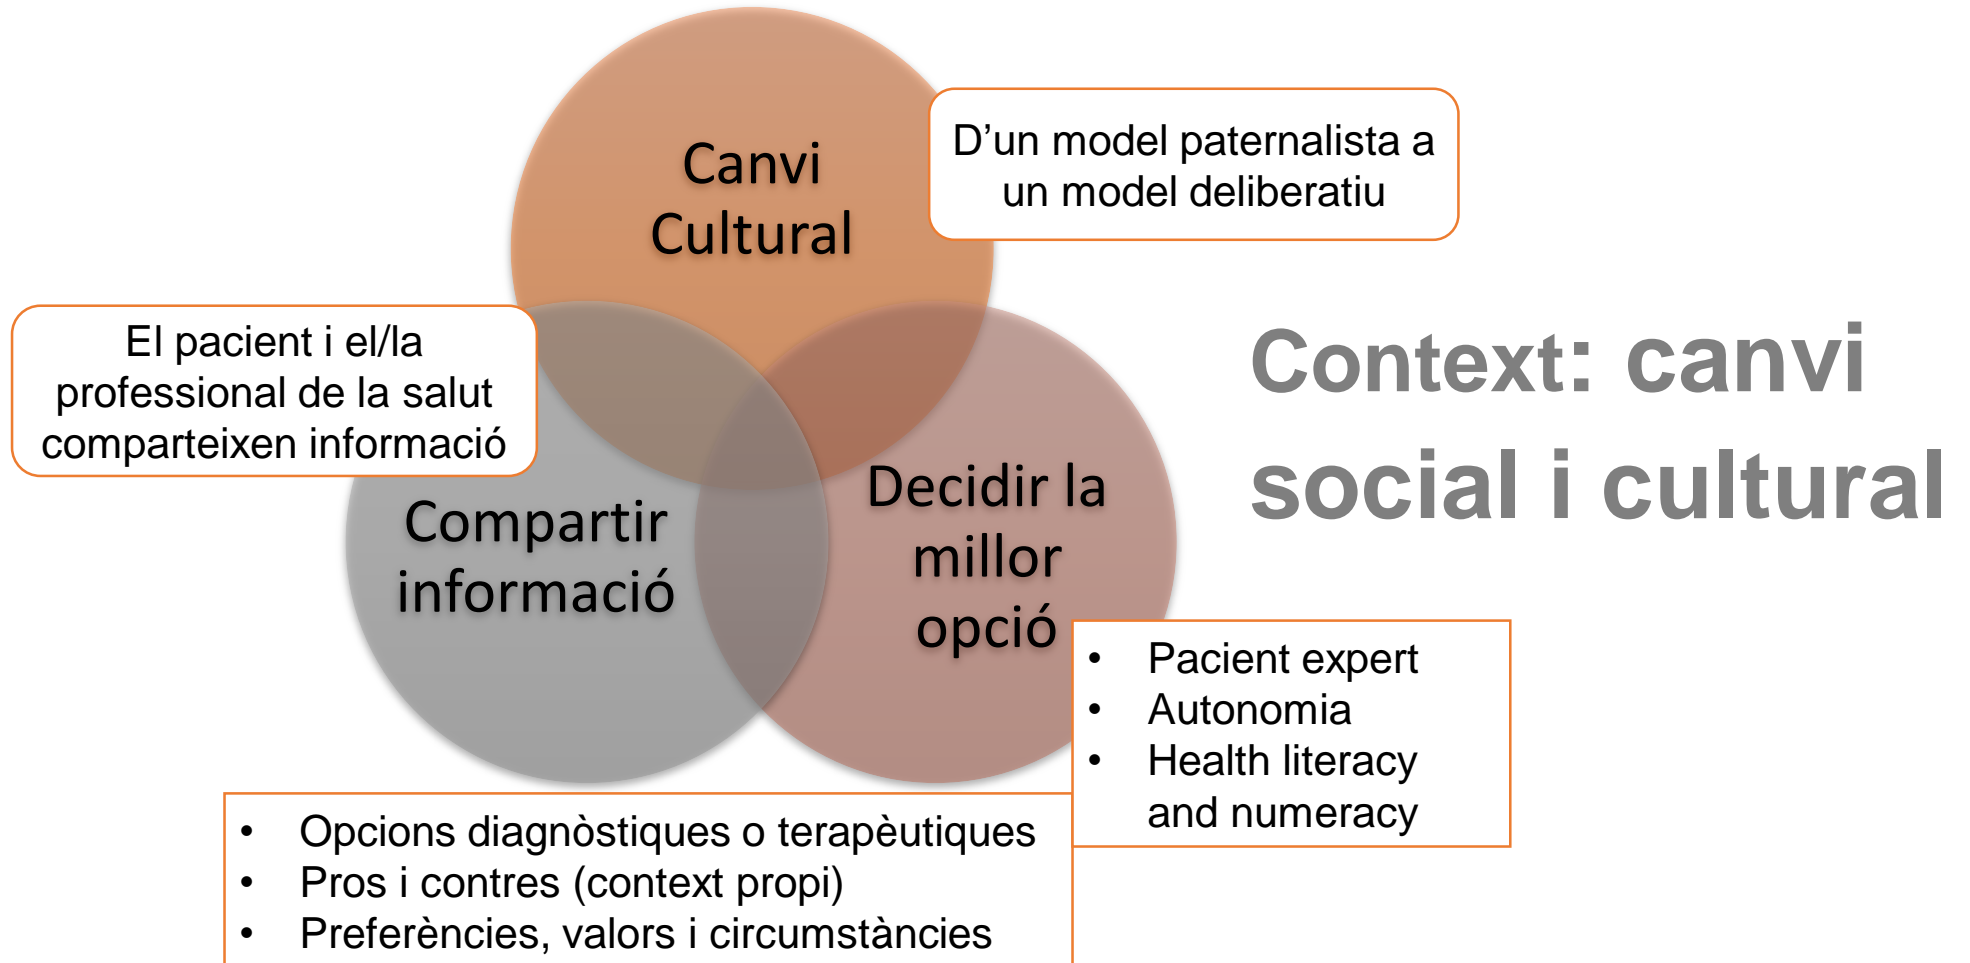 Canvi
Cultural
D’un model paternalista a
un model deliberatiu
El pacient i el/la
professional de la salut
comparteixen informació
Context: canvi
social i cultural
Compartir
informació
Decidir la
millor
opció
• Pacient expert
• Autonomia
• Health literacy
and numeracy
• Opcions diagnòstiques o terapèutiques
• Pros i contres (context propi)
• Preferències, valors i circumstàncies